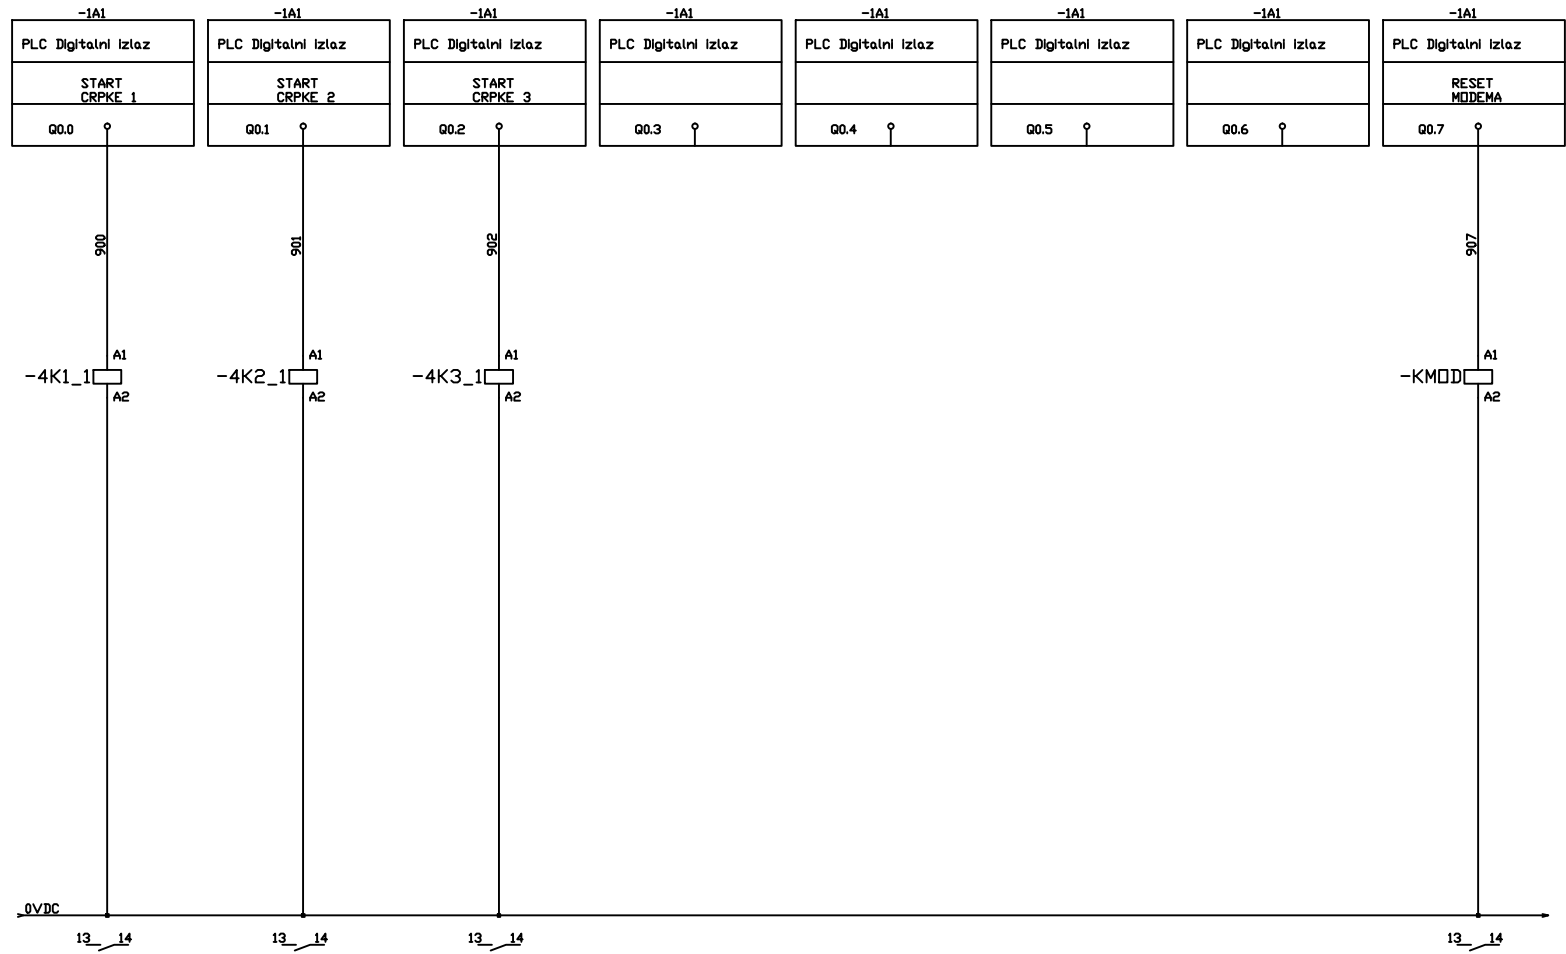 -1A1 -1A1 -1A1 -1A1 -1A1 -1A1 -1A1 -1A1
PLC Digitalni Izlaz PLC Digitalni Izlaz PLC Digitalni Izlaz PLC Digitalni Izlaz PLC Digitalni Izlaz PLC Digitalni Izlaz PLC Digitalni Izlaz PLC Digitalni Izlaz
START START START RESET
CRPKE 1 CRPKE 2 CRPKE 3 MODEMA
Q0.0 Q0.1 Q0.2 Q0.3 Q0.4 Q0.5 Q0.6 Q0.7
900 901 902 907
A1 A1 A1 A1
-4K1_1 -4K2_1 -4K3_1 -KMOD
A2 A2 A2 A2
0VDC
13 14 13 14 13 14 13 14